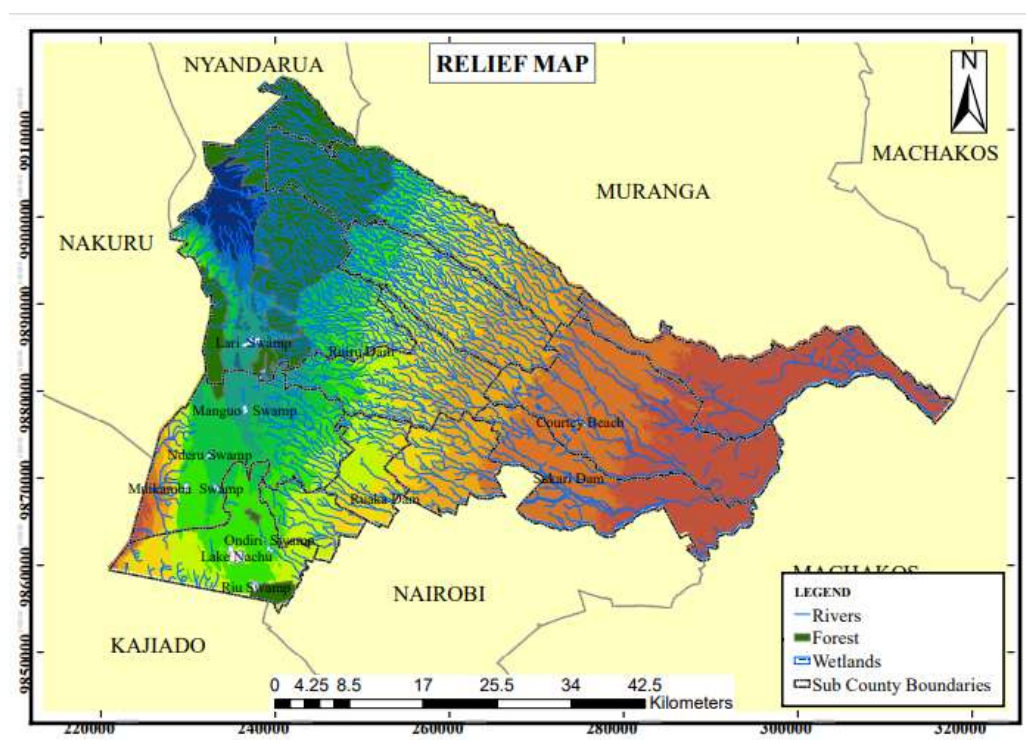 RELIEF MAP
N
NYANDARUA
MACHAKOS
MURANGA
NAKURU
Lari Swamp
Ruiru Dam
Manguo Swamp
Courtey Beach
Nderu Swamp
Swamp
Sukari Dam
Ruaka Dam
Ondiri Swamp
Lake Nachu
Riu Swamp
NAIROBI
MACHAKOS
KAJIADO
LEGEND
Rivers
Forest
Wetlands
Sub County Boundaries
0 4.25 8.5 17 25.5 34 42.5
Kilometers
9910000
9900000
9890000
9880000
9870000
9860000
9850000
220000 240000 260000 280000 300000 320000